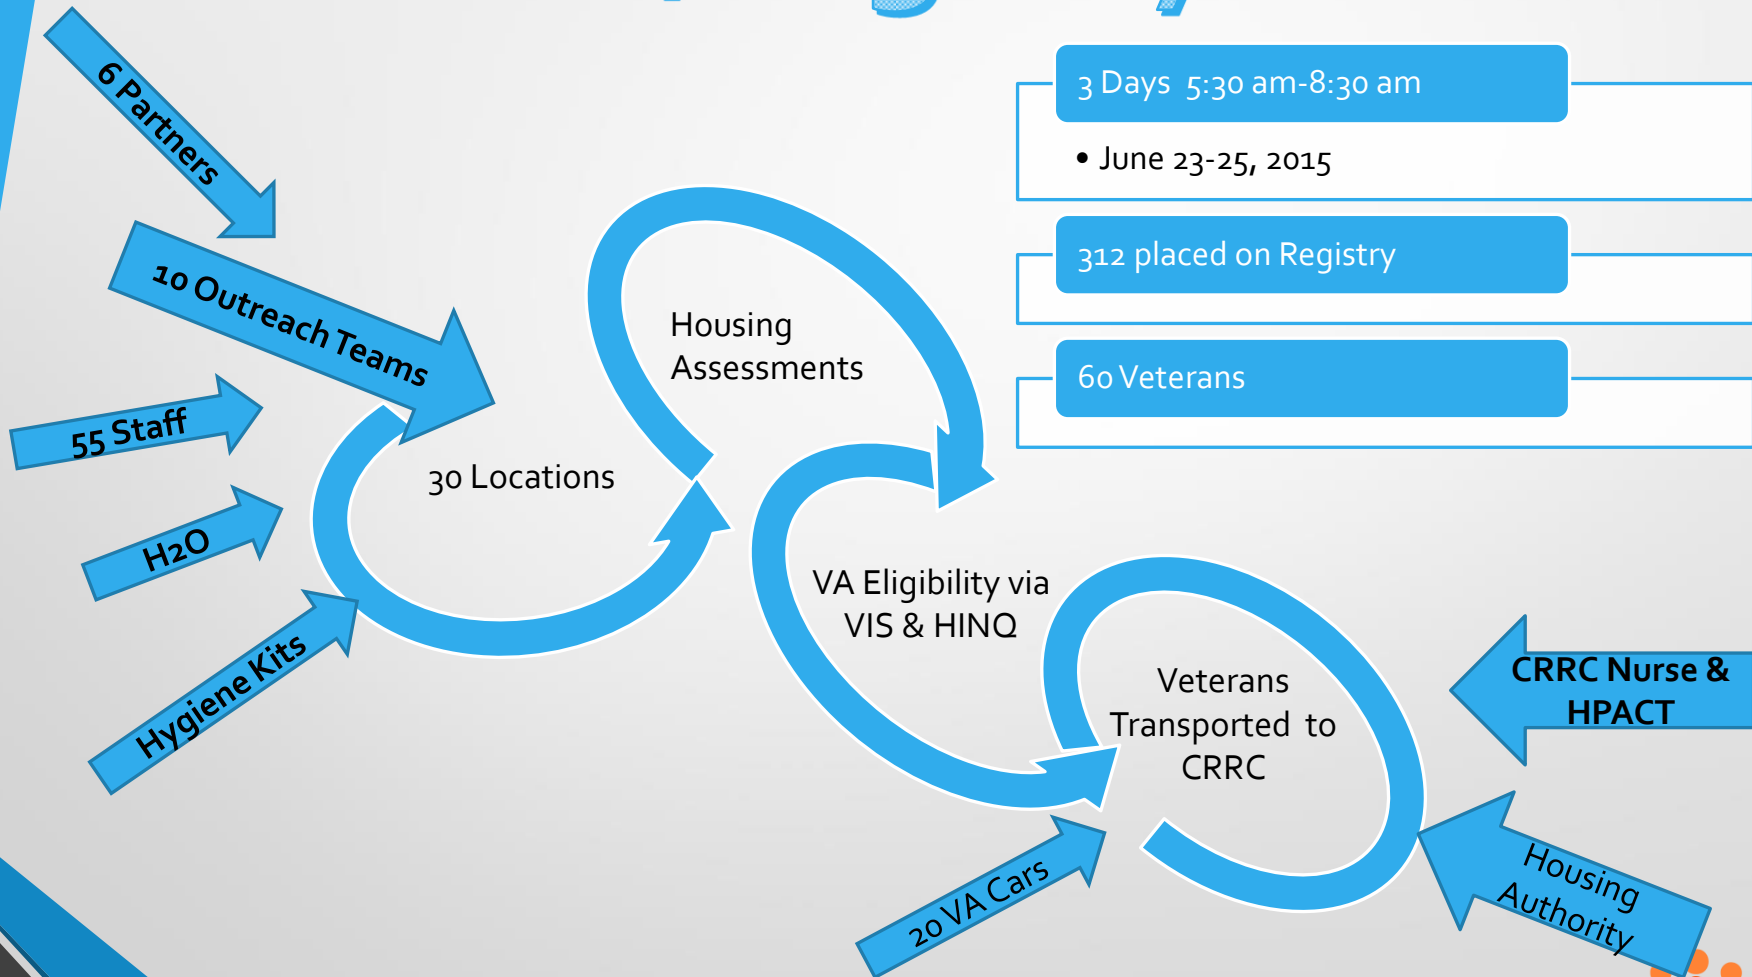 6 Partners
10 Outreach Teams
55 Staff
H2O
Hygiene Kits
30 Locations
Housing
Assessments
VA Eligibility via
VIS & HINQ
Veterans
Transported to
CRRC
20 VA Cars
3 Days 5:30 am-8:30 am
• June 23-25, 2015
312 placed on Registry
60 Veterans
CRRC Nurse &
HPACT
Housing
Authority